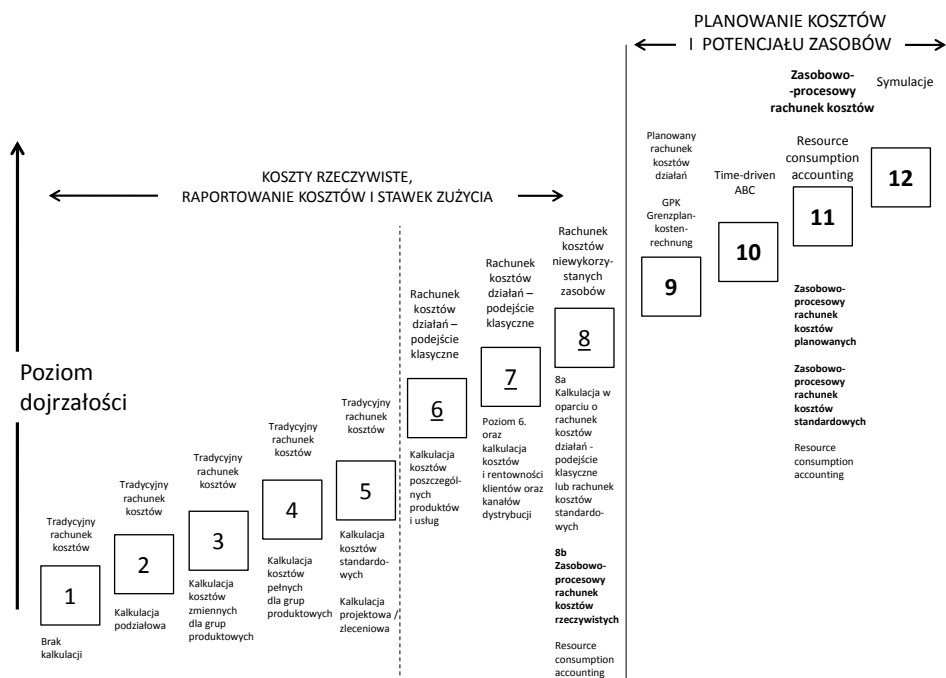 PLANOWANIE KOSZTÓW
I POTENCJAŁU ZASOBÓW
KOSZTY RZECZYWISTE,
RAPORTOWANIE KOSZTÓW I STAWEK ZUŻYCIA
Poziom
dojrzałości
Tradycyjny
rachunek
kosztów
1
Brak
kalkulacji
Tradycyjny
rachunek
kosztów
2
Kalkulacja
podziałowa
Tradycyjny
rachunek
kosztów
3
Kalkulacja
kosztów
zmiennych
dla grup
produktowych
Tradycyjny
rachunek
kosztów
4
Kalkulacja
kosztów
pełnych
dla grup
produktowych
Tradycyjny
rachunek
kosztów
5
Kalkulacja
kosztów
standardo-
wych
Kalkulacja
projektowa /
zleceniowa
Rachunek
kosztów
działań –
podejście
klasyczne
6
Kalkulacja
kosztów
poszczegól-
nych
produktów
i usług
Rachunek
kosztów
działań –
podejście
klasyczne
7
Poziom 6.
oraz
kalkulacja
kosztów
i rentowności
klientów oraz
kanałów
dystrybucji
Rachunek
kosztów
niewykorzy-
stanych
zasobów
8
8a
Kalkulacja w
oparciu o
rachunek
kosztów
działań -
podejście
klasyczne
lub rachunek
kosztów
standardo-
wych
8b
Zasobowo-
procesowy
rachunek
kosztów
rzeczywistych
Resource
consumption
accounting
Planowany
rachunek
kosztów
działań
GPK
Grenzplan-
kosten-
rechnung
9
Time-driven
ABC
10
Zasobowo-
-procesowy
rachunek kosztów
Resource
consumption
accounting
11
Zasobowo-
procesowy
rachunek
kosztów
planowanych
Zasobowo-
procesowy
rachunek
kosztów
standardowych
Resource
consumption
accounting
Symulacje
12